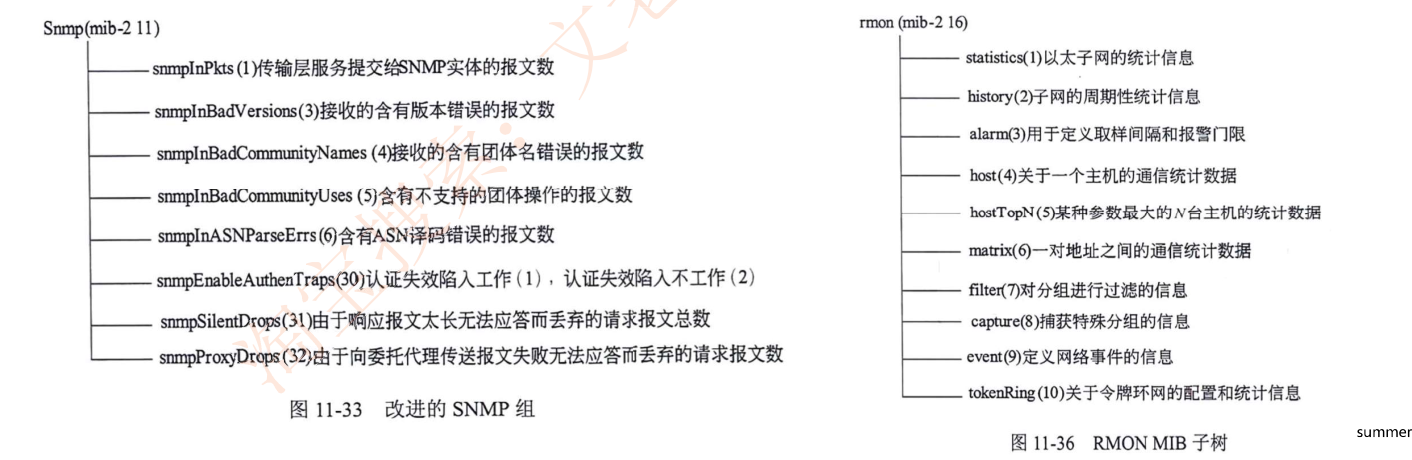 Snmp(mib-2 11)
snmpInPkts(1)传输层服务提交给SNMP实体的报文数
snmpInBadVersions(3)接收的含有版本错误的报文数
snmpInBadCommunityNames (4)接收的含有团体名错误的报文数
snmpInBadCommunityUses (5)含有不支持的团体操作的报文数
snmpInASNParseErrs(6)含有ASN译码错误的报文数
snmpEnableAuthenTraps(30)认证失效陷入工作(1),认证失效陷入不工作(2)
snmpSilentDrops(31)由于响应报文太长无法应答而丢弃的请求报文总数
snmpProxyDrops(32)由于向委托代理传送报文失败无法应答而丢弃的请求报文数
图 11-33 改进的 SNMP 组
rmon (mib-2 16)
statistics(1)以太子网的统计信息
history(2)子网的周期性统计信息
alarm(3)用于定义取样间隔和报警门限
host(4)关于一个主机的通信统计数据
hostTopN(5)某种参数最大的N台主机的统计数据
matrix(6)一对地址之间的通信统计数据
filter(7)对分组进行过滤的信息
capture(8)捕获特殊分组的信息
event(9)定义网络事件的信息
tokenRing(10)关于令牌环网的配置和统计信息
图 11-36 RMON MIB 子树
summer
淘宝搜索:文老